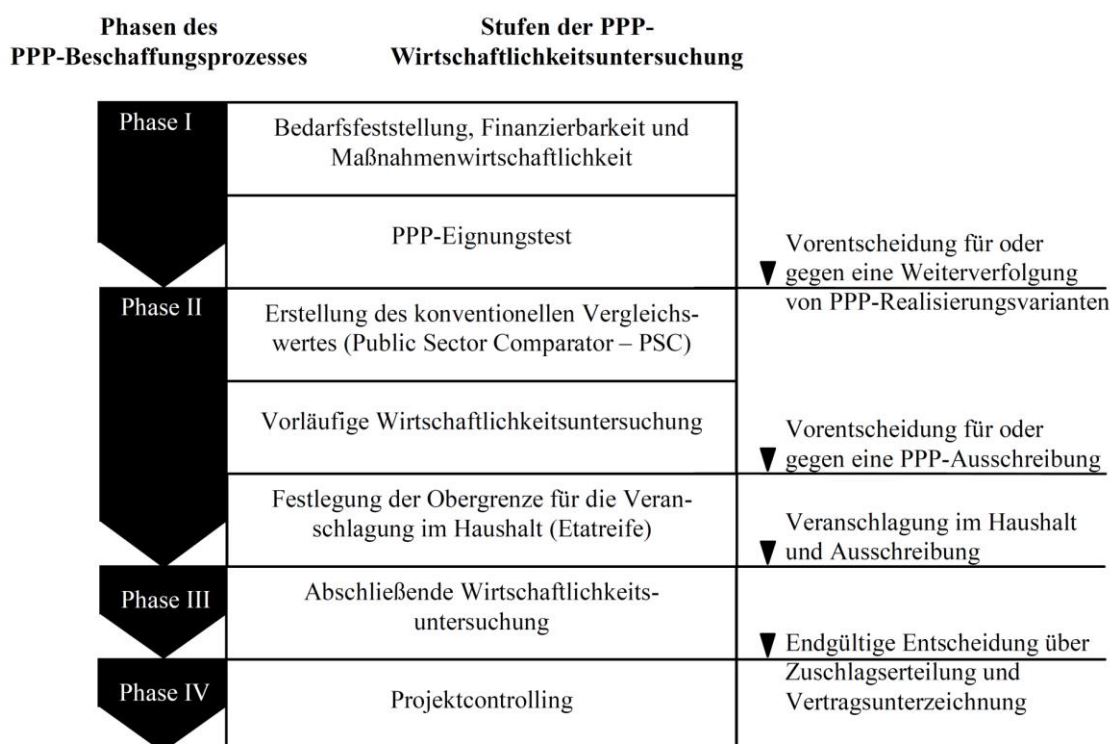 Phasen des
PPP-Beschaffungsprozesses
Stufen der PPP-
Wirtschaftlichkeitsuntersuchung
Phase I
Bedarfsfeststellung, Finanzierbarkeit und
Maßnahmenwirtschaftlichkeit
PPP-Eignungstest
Vorentscheidung für oder
gegen eine Weiterverfolgung
von PPP-Realisierungsvarianten
Phase II
Erstellung des konventionellen Vergleichs-
wertes (Public Sector Comparator – PSC)
Vorläufige Wirtschaftlichkeitsuntersuchung
Vorentscheidung für oder
gegen eine PPP-Ausschreibung
Festlegung der Obergrenze für die Veran-
schlagung im Haushalt (Etatreife)
Veranschlagung im Haushalt
und Ausschreibung
Phase III
Abschließende Wirtschaftlichkeits-
untersuchung
Endgültige Entscheidung über
Zuschlagserteilung und
Vertragsunterzeichnung
Phase IV
Projektcontrolling